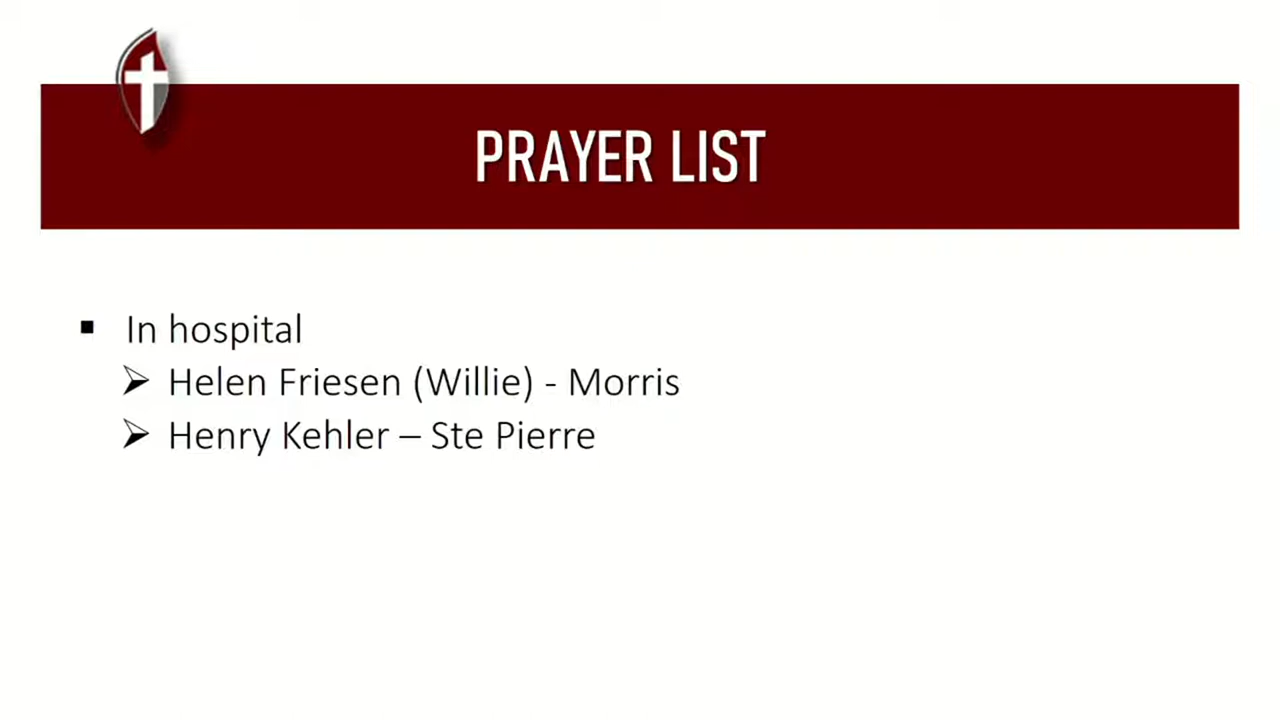 PRAYER LIST
▪ In hospital
➢ Helen Friesen (Willie) - Morris
➢ Henry Kehler – Ste Pierre